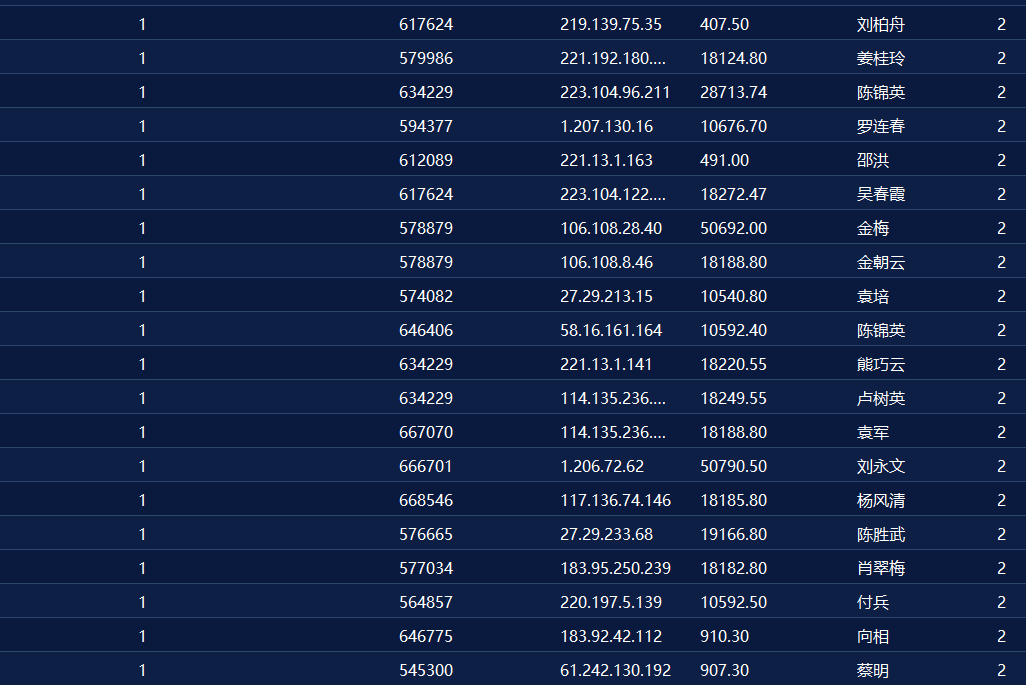 1 617624 219.139.75.35 407.50 刘柏舟 2
1 579986 221.192.180.... 18124.80 姜桂玲 2
1 634229 223.104.96.211 28713.74 陈锦英 2
1 594377 1.207.130.16 10676.70 罗连春 2
1 612089 221.13.1.163 491.00 邵洪 2
1 617624 223.104.122.... 18272.47 吴春霞 2
1 578879 106.108.28.40 50692.00 金梅 2
1 578879 106.108.8.46 18188.80 金朝云 2
1 574082 27.29.213.15 10540.80 袁培 2
1 646406 58.16.161.164 10592.40 陈锦英 2
1 634229 221.13.1.141 18220.55 熊巧云 2
1 634229 114.135.236.... 18249.55 卢树英 2
1 667070 114.135.236.... 18188.80 袁军 2
1 666701 1.206.72.62 50790.50 刘永文 2
1 668546 117.136.74.146 18185.80 杨风清 2
1 576665 27.29.233.68 19166.80 陈胜武 2
1 577034 183.95.250.239 18182.80 肖翠梅 2
1 564857 220.197.5.139 10592.50 付兵 2
1 646775 183.92.42.112 910.30 向相 2
1 545300 61.242.130.192 907.30 蔡明 2